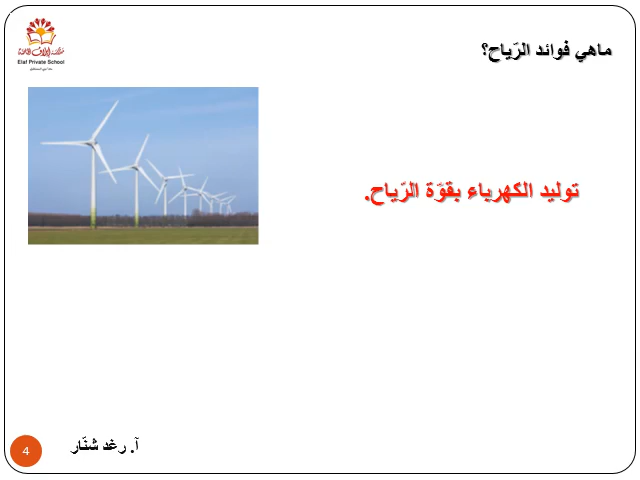 ماهي فوائد الرّياح؟
Elaf Private School
توليد الكهرباء بقوّة الرّياح.
آ. رغد شنّار
4